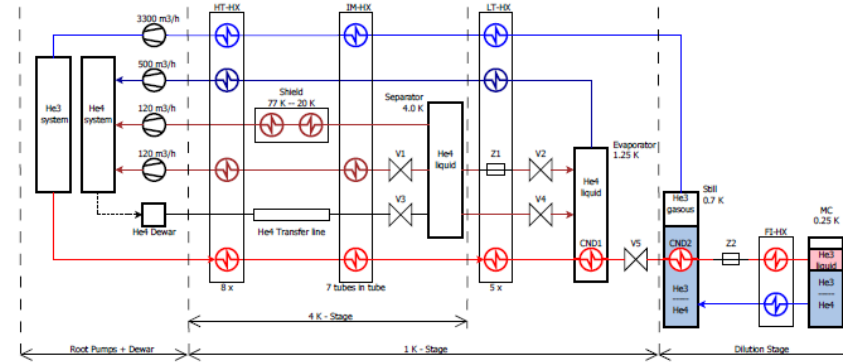 3300 m3/h
HT-HX
IM-HX
LT-HX
500 m3/h
He3
system
He4
system
Shield
77 K -- 20 K
Separator
4.0 K
120 m3/h
He4
liquid
120 m3/h
V1
Z1
V2
Evaporator
1.25 K
He4
liquid
V3
V4
He4 Dewar
He4 Transfer line
He3
gasous
Still
0.7 K
MC
0.25 K
FI-HX
CND1
V5
CND2
Z2
He3
liquid
He3
-----
He4
He3
-----
He4
8 x
7 tubes in tube
5 x
4 K - Stage
Root Pumps + Dewar
1 K - Stage
Dilution Stage